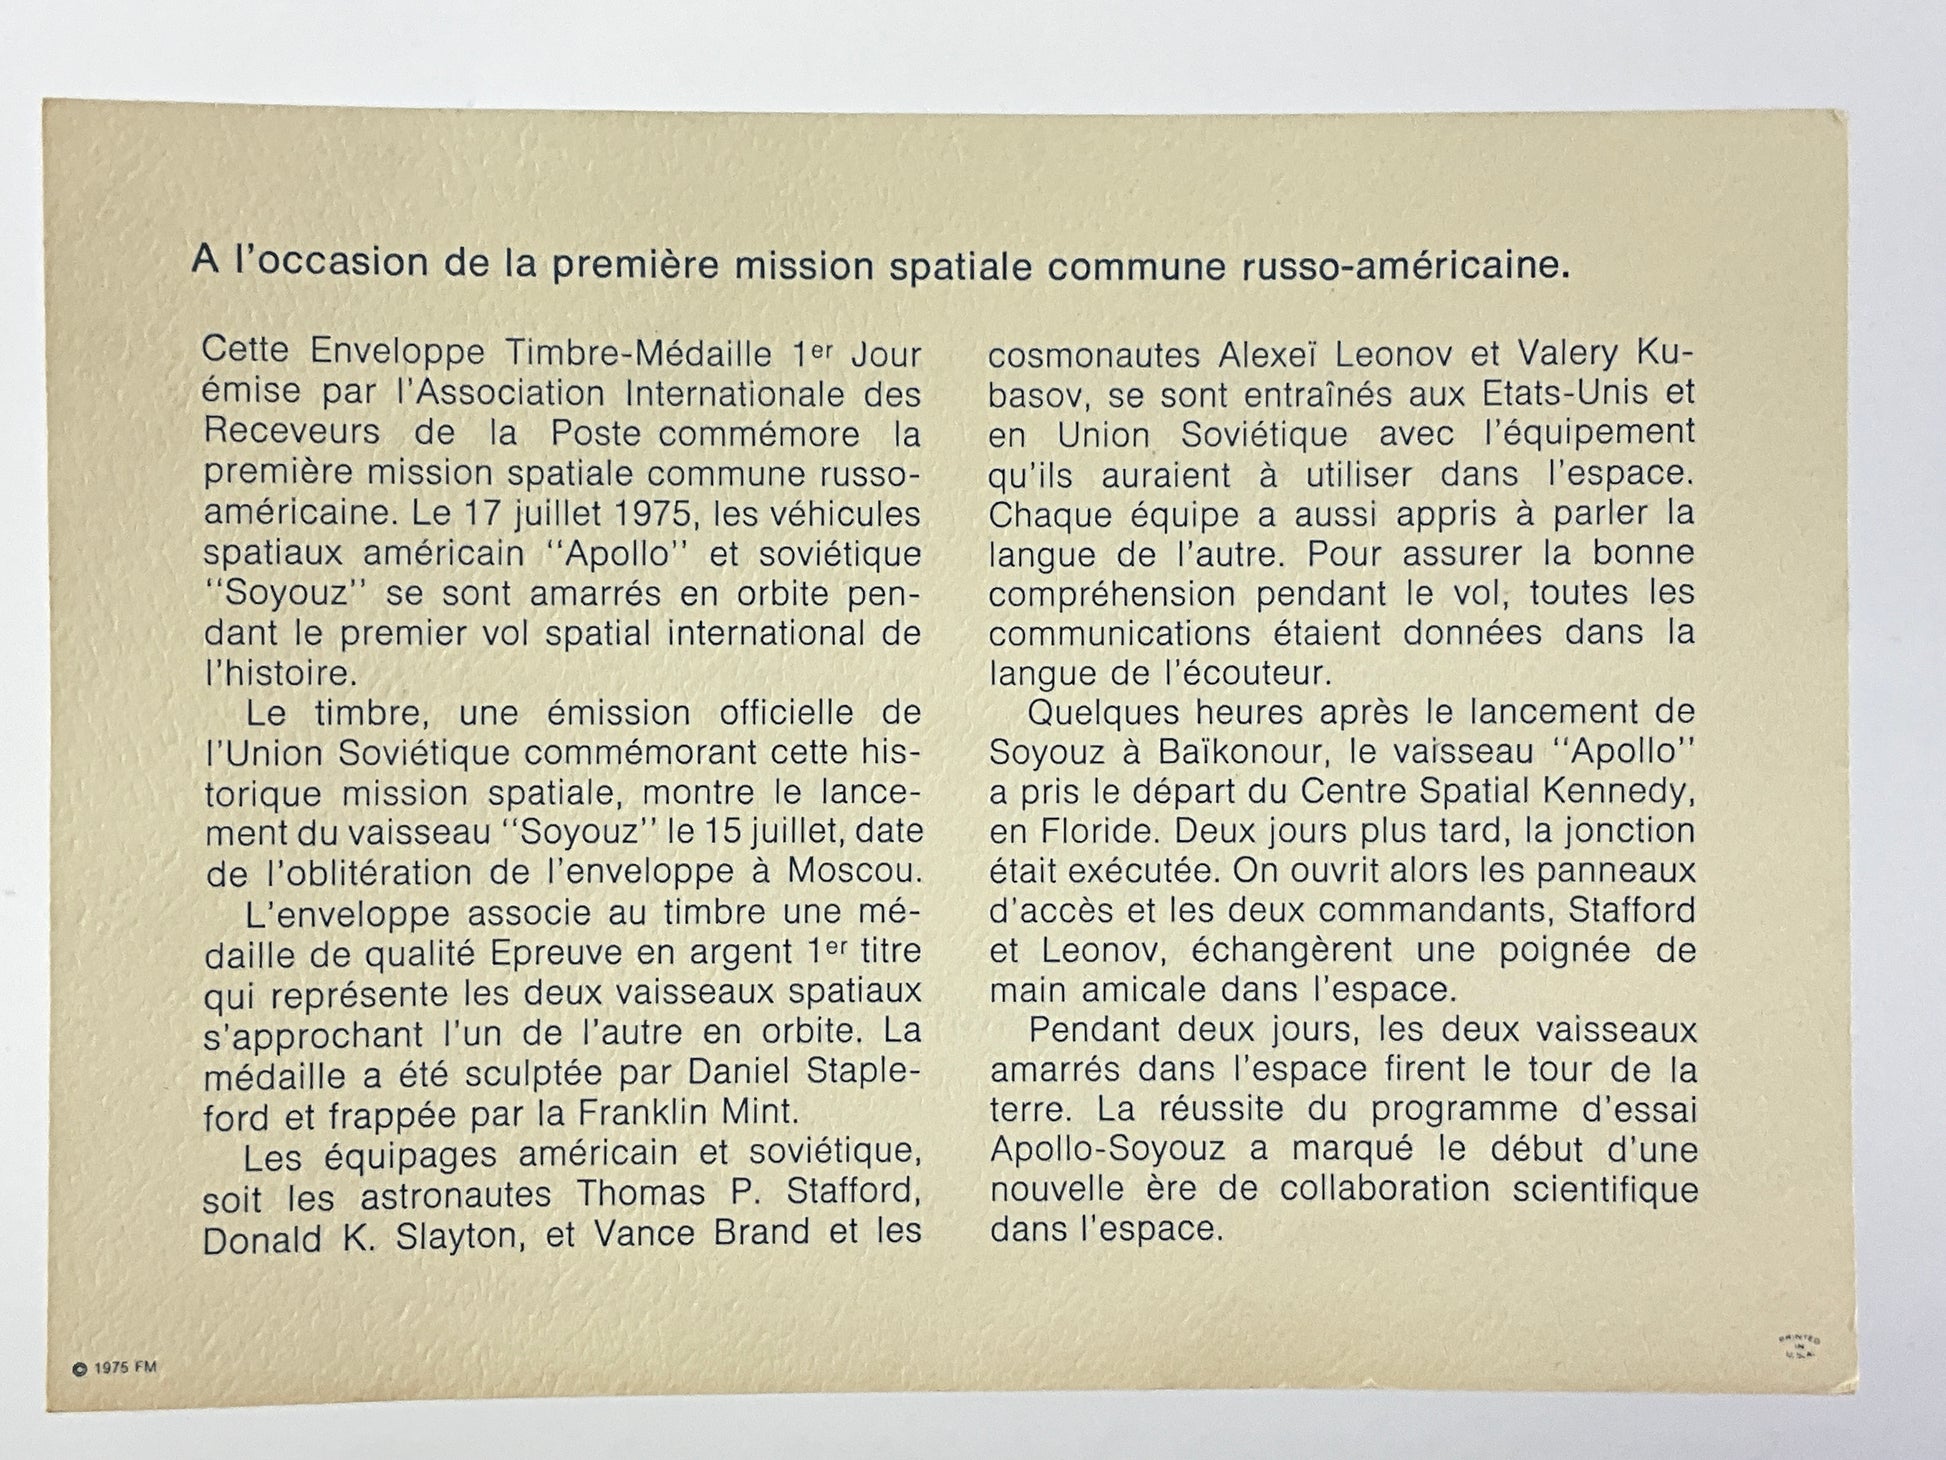 A l'occasion de la première mission spatiale commune russo-américaine.
Cette Enveloppe Timbre-Médaille 1er Jour
émise par l'Association Internationale des
Receveurs de la Poste commémore la
première mission spatiale commune russo-
américaine. Le 17 juillet 1975, les véhicules
spatiaux américain ''Apollo'' et soviétique
''Soyouz'' se sont amarrés en orbite pen-
dant le premier vol spatial international de
l'histoire.
Le timbre, une émission officielle de
l'Union Soviétique commémorant cette his-
torique mission spatiale, montre le lance-
ment du vaisseau ''Soyouz'' le 15 juillet, date
de l'oblitération de l'enveloppe à Moscou.
L'enveloppe associe au timbre une mé-
daille de qualité Epreuve en argent 1er titre
qui représente les deux vaisseaux spatiaux
s'approchant l'un de l'autre en orbite. La
médaille a été sculptée par Daniel Staple-
ford et frappée par la Franklin Mint.
Les équipages américain et soviétique,
soit les astronautes Thomas P. Stafford,
Donald K. Slayton, et Vance Brand et les
cosmonautes Alexeï Leonov et Valery Ku-
basov, se sont entraînés aux Etats-Unis et
en Union Soviétique avec l'équipement
qu'ils auraient à utiliser dans l'espace.
Chaque équipe a aussi appris à parler la
langue de l'autre. Pour assurer la bonne
compréhension pendant le vol, toutes les
communications étaient données dans la
langue de l'écouteur.
Quelques heures après le lancement de
Soyouz à Baïkonour, le vaisseau ''Apollo''
a pris le départ du Centre Spatial Kennedy,
en Floride. Deux jours plus tard, la jonction
était exécutée. On ouvrit alors les panneaux
d'accès et les deux commandants, Stafford
et Leonov, échangèrent une poignée de
main amicale dans l'espace.
Pendant deux jours, les deux vaisseaux
amarrés dans l'espace firent le tour de la
terre. La réussite du programme d'essai
Apollo-Soyouz a marqué le début d'une
nouvelle ère de collaboration scientifique
dans l'espace.
© 1975 FM
PRINTED
IN
U.S.A.